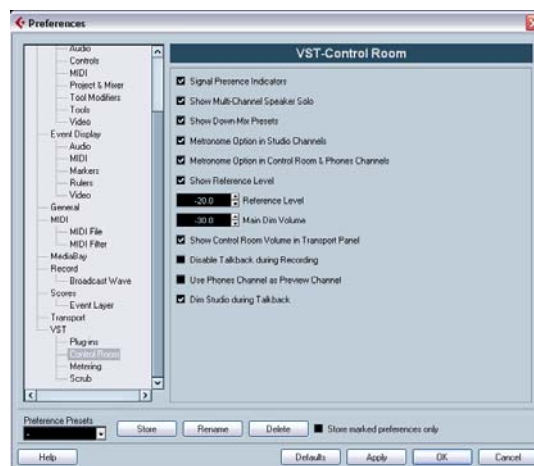 Preferences
Audio
Controls
MIDI
Project & Mixer
Tool Modifiers
Tools
Video
Event Display
Audio
MIDI
Markers
Rulers
Video
General
MIDI
MIDI File
MIDI Filter
MediaBay
Record
Broadcast Wave
Scores
Event Layer
Transport
VST
Plug-ins
Control Room
Metering
Scrub
VST-Control Room
Signal Presence Indicators
Show Multi-Channel Speaker Solo
Show Down-Mix Presets
Metronome Option in Studio Channels
Metronome Option in Control Room & Phones Channels
Show Reference Level
-20.0 Reference Level
-30.0 Main Dim Volume
Show Control Room Volume in Transport Panel
Disable Talkback during Recording
Use Phones Channel as Preview Channel
Dim Studio during Talkback
Preference Presets
- Store Rename Delete Store marked preferences only
Help Defaults Apply OK Cancel